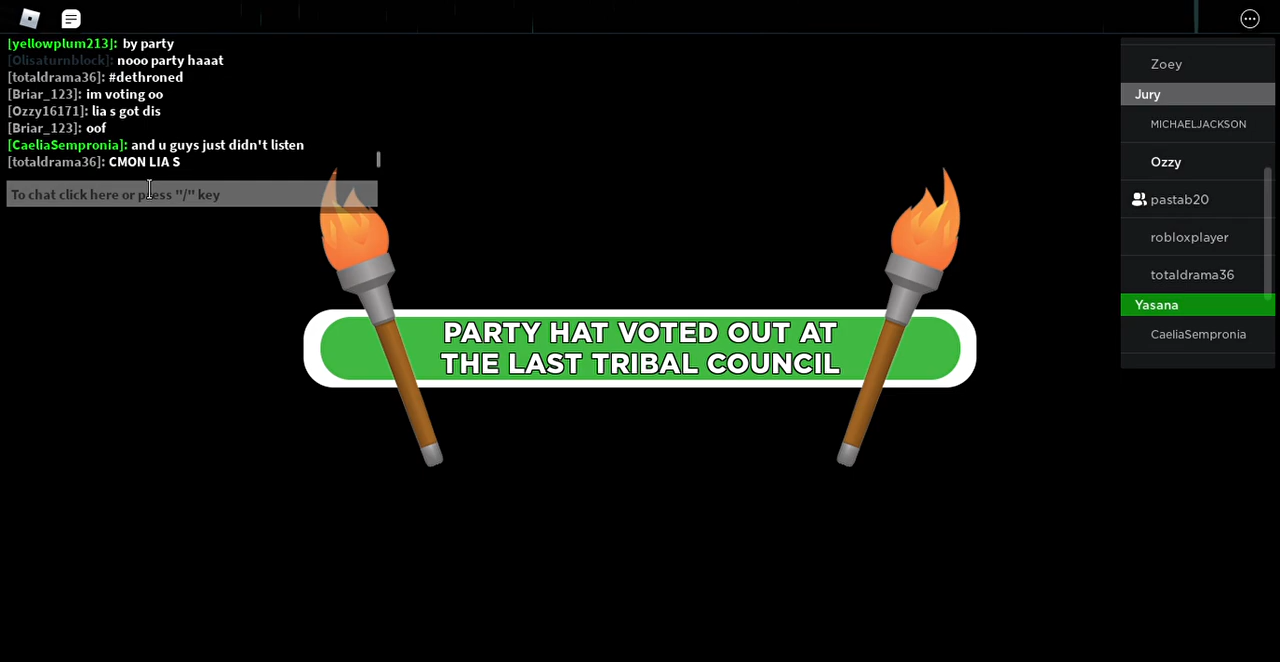 [yellowplum213]: by party
[Olisaturnblock]: nooo party haaat
[totaldrama36]: #dethroned
[Briar_123]: im voting oo
[Ozzy16171]: lia s got dis
[Briar_123]: oof
[CaeliaSempronia]: and u guys just didn't listen
[totaldrama36]: CMON LIA S
To chat click here or press "/" key
PARTY HAT VOTED OUT AT
THE LAST TRIBAL COUNCIL
Zoey
Jury
MICHAELJACKSON
Ozzy
pastab20
robloxplayer
totaldrama36
Yasana
CaeliaSempronia